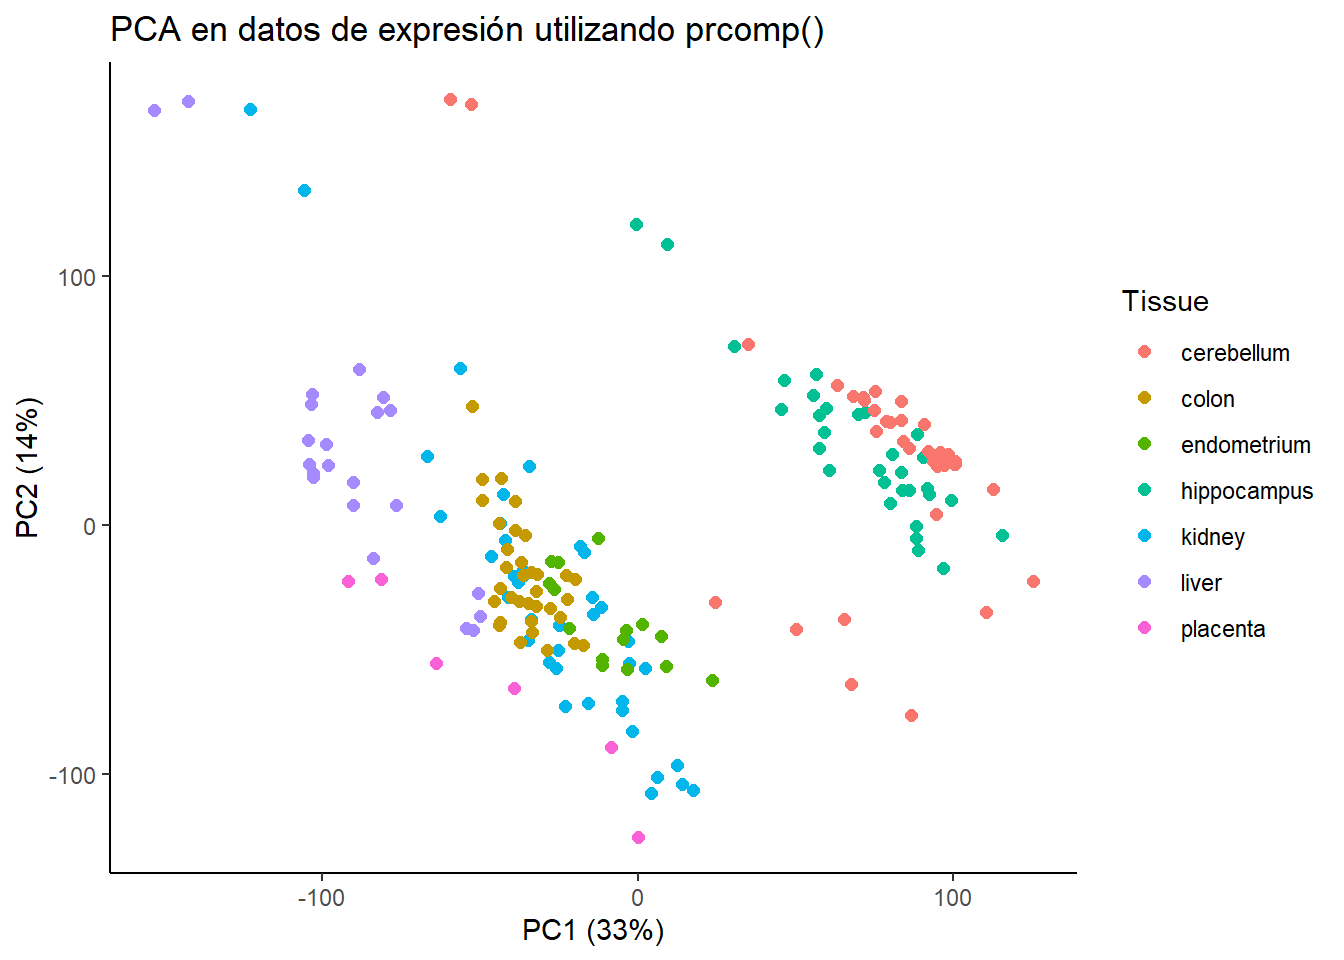 PCA en datos de expresión utilizando prcomp()
PC2 (14%)
100
0
-100
-100
0
100
PC1 (33%)
Tissue
cerebellum
colon
endometrium
hippocampus
kidney
liver
placenta